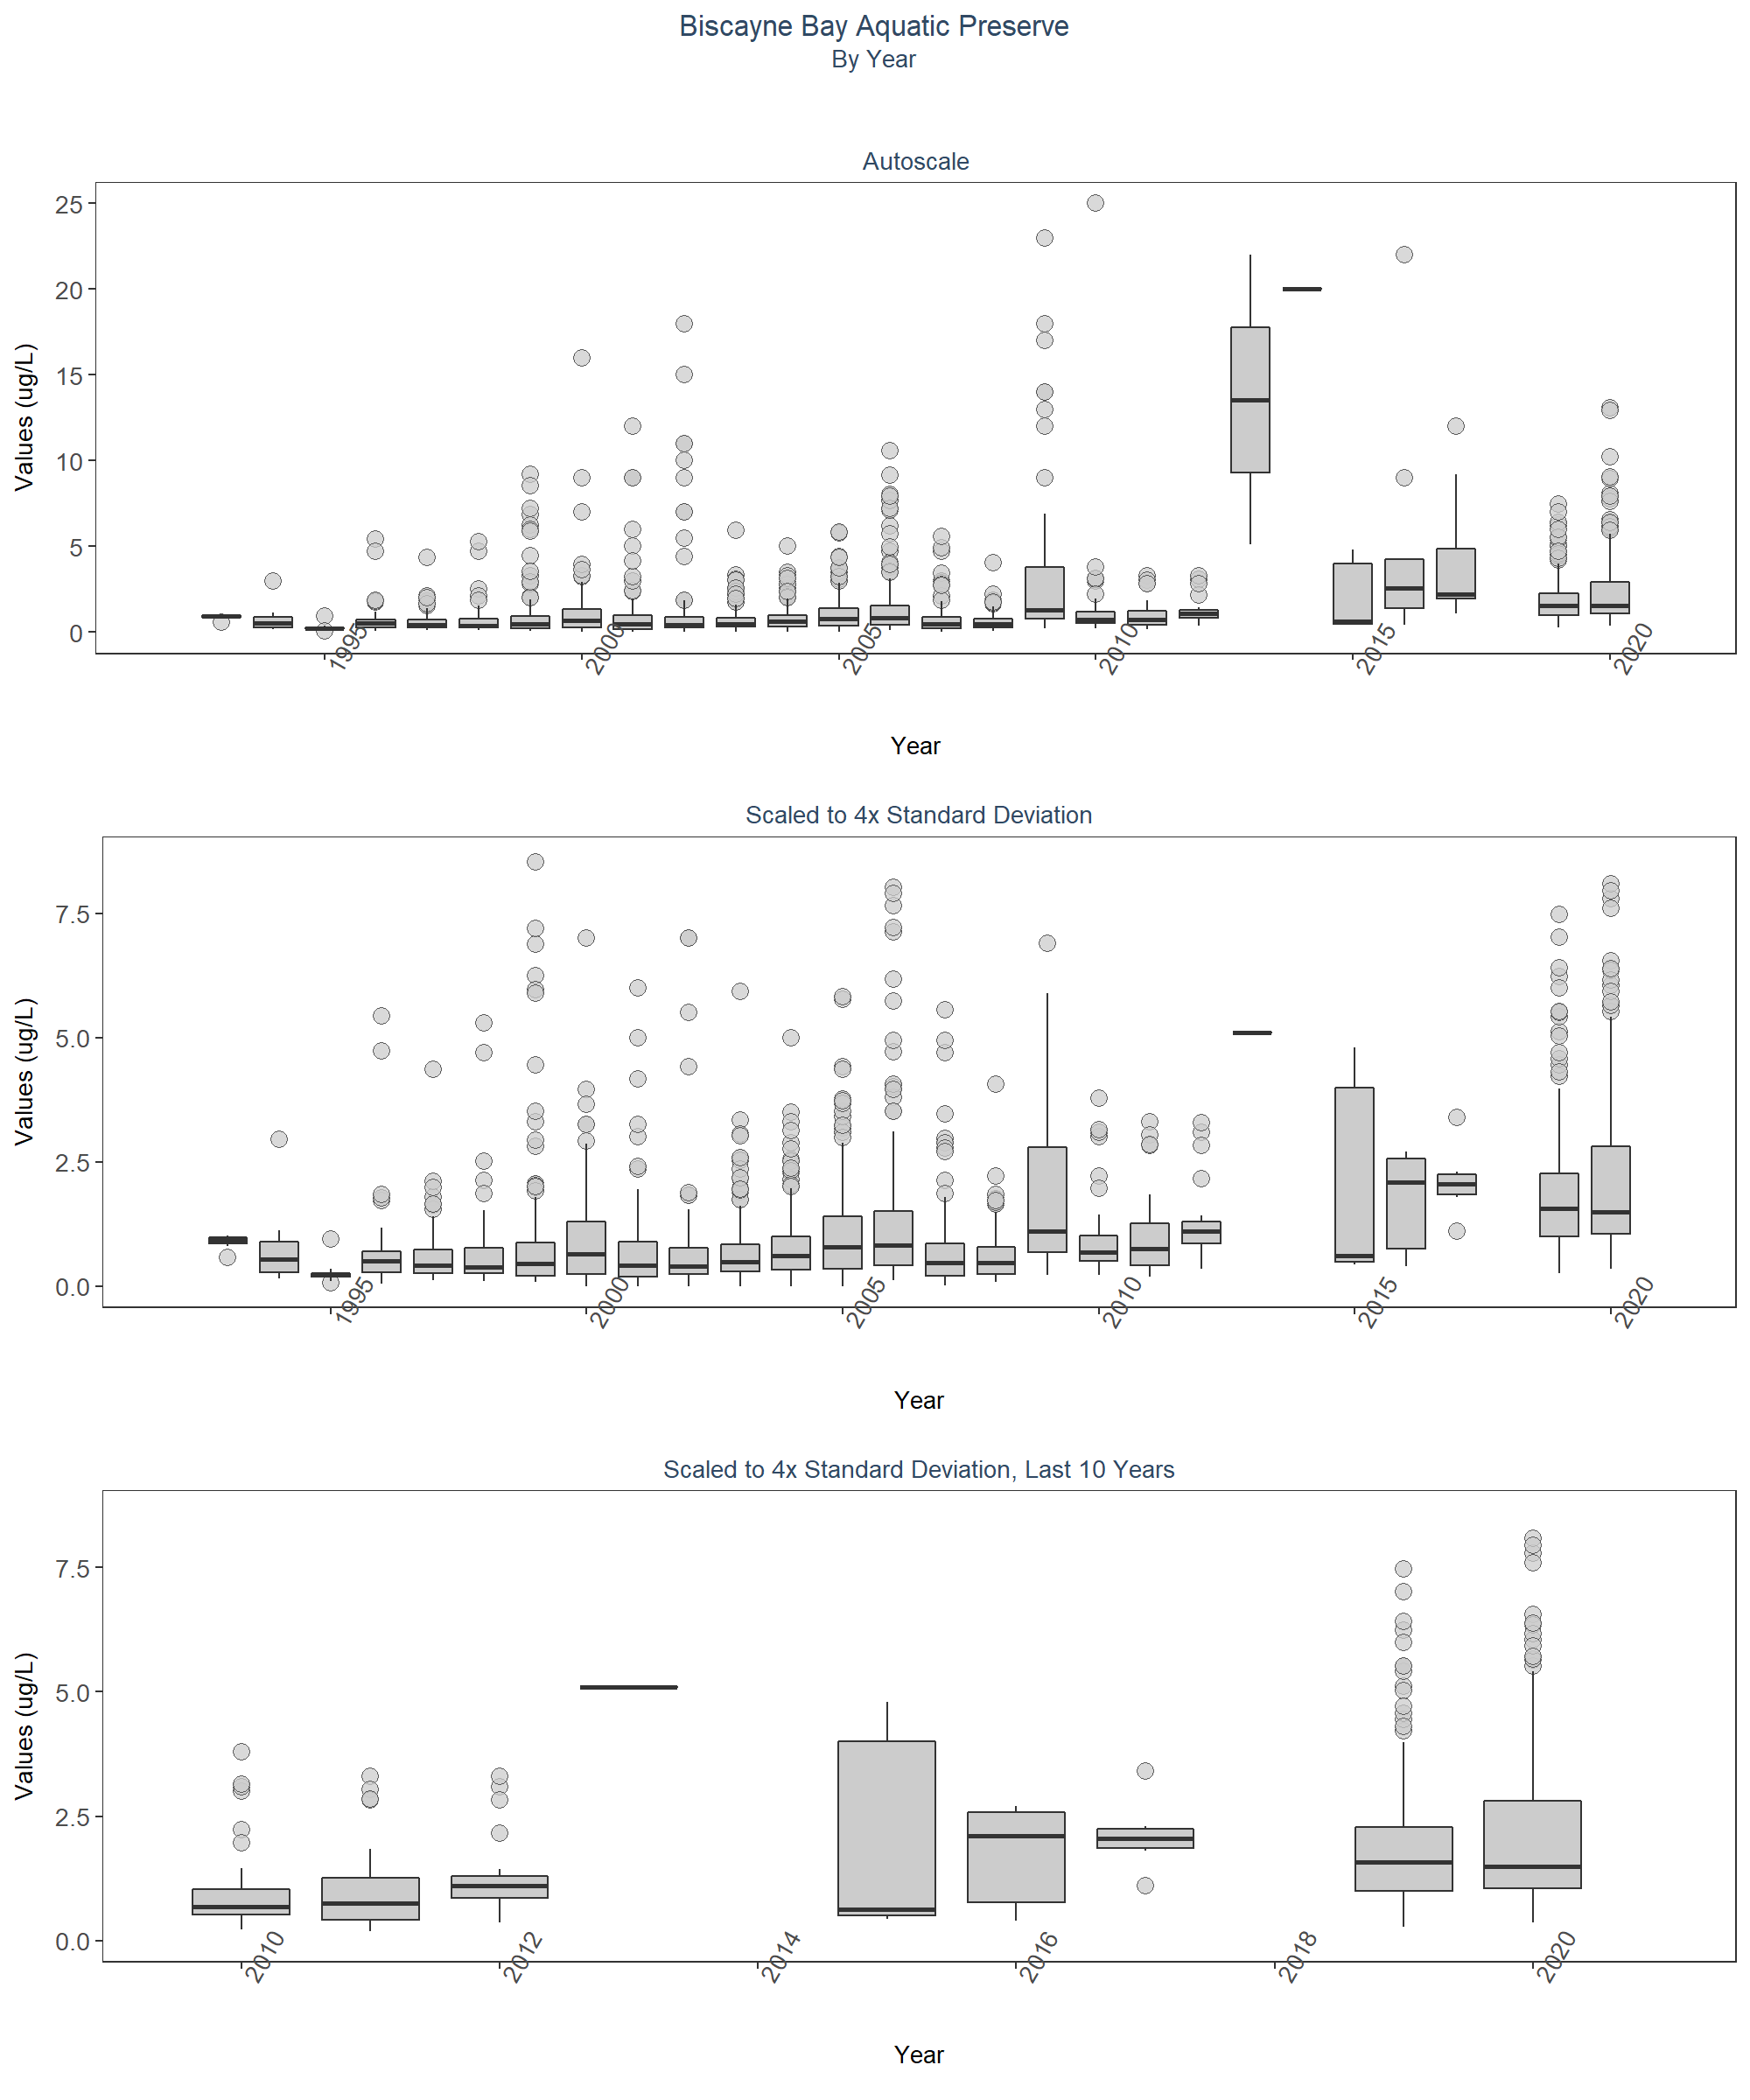 Biscayne Bay Aquatic Preserve
By Year
Autoscale
Values (ug/L)
25
20
15
10
5
0
1995
2000
2005
2010
2015
2020
Year
Scaled to 4x Standard Deviation
Values (ug/L)
7.5
5.0
2.5
0.0
1995
2000
2005
2010
2015
2020
Year
Scaled to 4x Standard Deviation, Last 10 Years
Values (ug/L)
7.5
5.0
2.5
0.0
2010
2012
2014
2016
2018
2020
Year